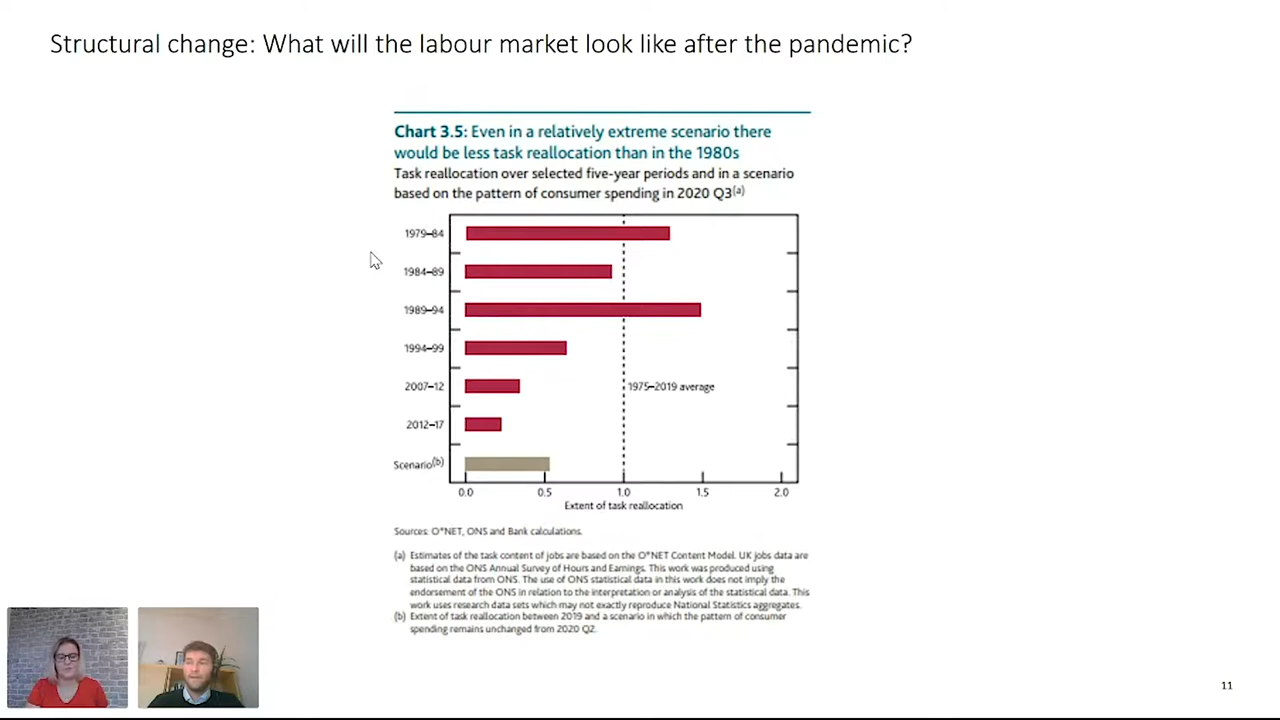 Structural change: What will the labour market look like after the pandemic?
Chart 3.5: Even in a relatively extreme scenario there
would be less task reallocation than in the 1980s
Task reallocation over selected five-year periods and in a scenario
based on the pattern of consumer spending in 2020 Q3(a)
1979–84
1984–89
1989–94
1994–99
2007–12
1975–2019 average
2012–17
Scenario(b)
0.0 0.5 1.0 1.5 2.0
Extent of task reallocation
Sources: O*NET, ONS and Bank calculations.
(a) Estimates of the task content of jobs are based on the O*NET Content Model. UK jobs data are
based on the ONS Annual Survey of Hours and Earnings. This work was produced using
statistical data from ONS. The use of ONS statistical data in this work does not imply the
endorsement of the ONS in relation to the interpretation or analysis of the statistical data. This
work uses research data sets which may not exactly reproduce National Statistics aggregates.
(b) Extent of task reallocation between 2019 and a scenario in which the pattern of consumer
spending remains unchanged from 2020 Q2.
11